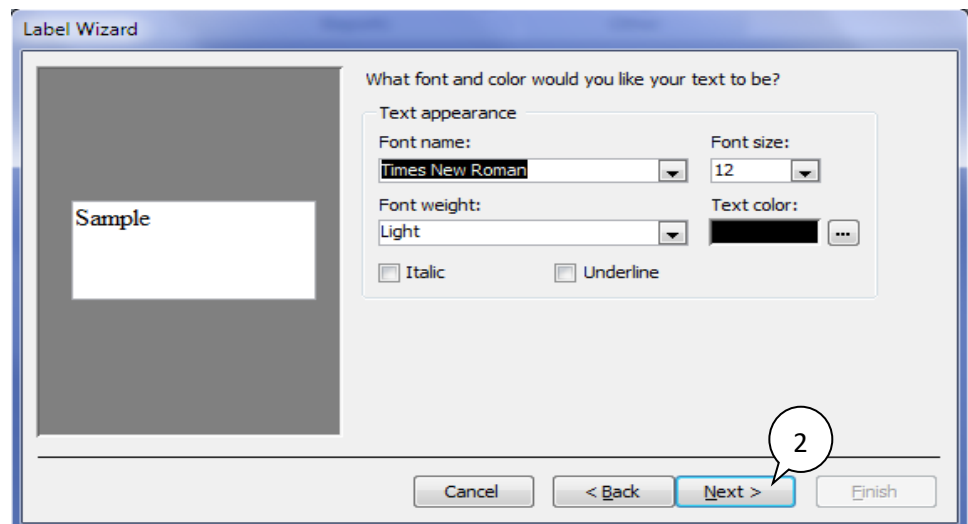 Label Wizard
What font and color would you like your text to be?
Text appearance
Font name: Font size:
Times New Roman 12
Sample
Font weight: Text color:
Light ...
Italic Underline
2
Cancel < Back Next > Finish